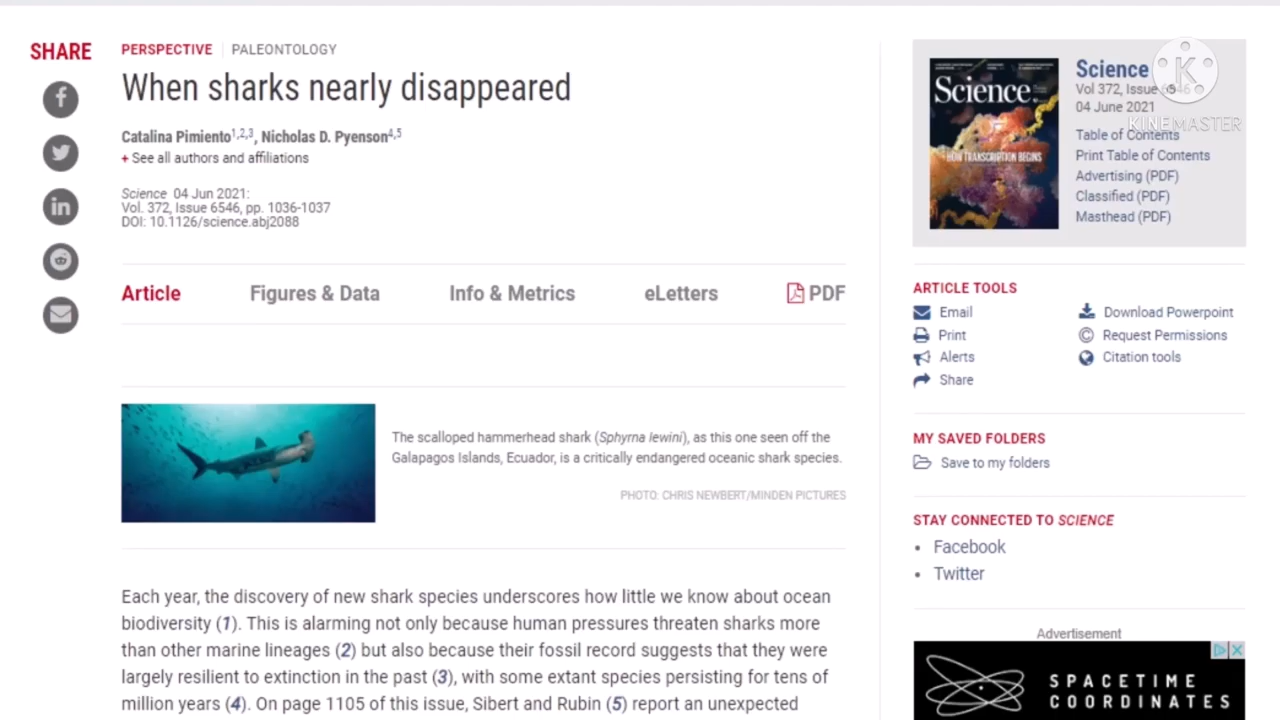 SHARE
PERSPECTIVE PALEONTOLOGY
When sharks nearly disappeared
Catalina Pimiento1,2,3, Nicholas D. Pyenson4,5
+ See all authors and affiliations
Science 04 Jun 2021:
Vol. 372, Issue 6546, pp. 1036-1037
DOI: 10.1126/science.abj2088
Article Figures & Data Info & Metrics eLetters PDF
The scalloped hammerhead shark (Sphyrna lewini), as this one seen off the
Galapagos Islands, Ecuador, is a critically endangered oceanic shark species.
PHOTO: CHRIS NEWBERT/MINDEN PICTURES
Each year, the discovery of new shark species underscores how little we know about ocean
biodiversity (1). This is alarming not only because human pressures threaten sharks more
than other marine lineages (2) but also because their fossil record suggests that they were
largely resilient to extinction in the past (3), with some extant species persisting for tens of
million years (4). On page 1105 of this issue, Sibert and Rubin (5) report an unexpected
Science
HOW TRANSCRIPTION BEGINS
Science
Vol 372, Issue 6546
04 June 2021
K
KINEMASTER
Table of Contents
Print Table of Contents
Advertising (PDF)
Classified (PDF)
Masthead (PDF)
ARTICLE TOOLS
Email
Print
Alerts
Share
Download Powerpoint
Request Permissions
Citation tools
MY SAVED FOLDERS
Save to my folders
STAY CONNECTED TO SCIENCE
• Facebook
• Twitter
Advertisement
SPACETIME
COORDINATES